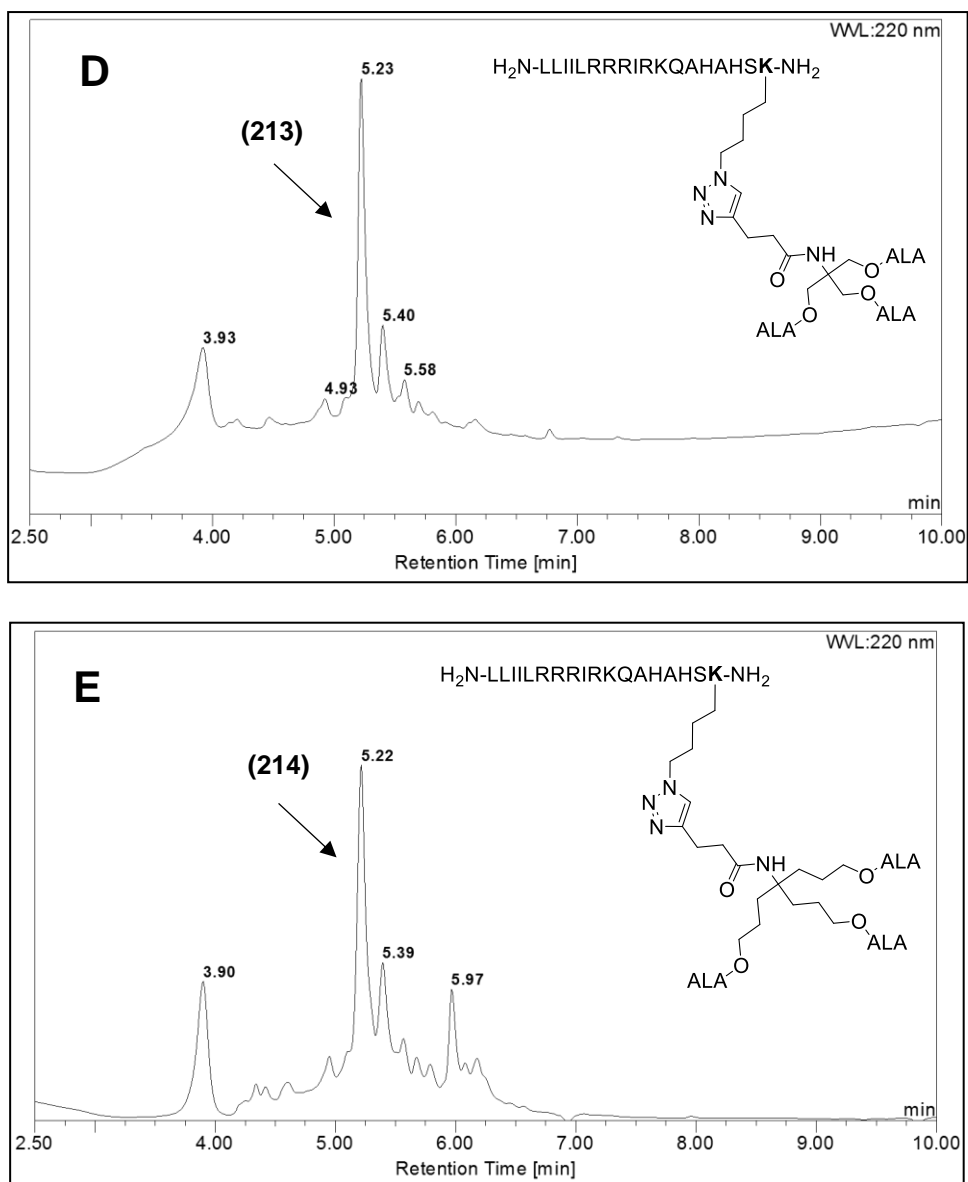 WVL:220 nm
D
H₂N-LLIILRRRIRKQAHAHSK-NH₂
5.23
(213)
N
N
N
NH
O
O
ALA
O
ALA
O
ALA
5.40
5.58
4.93
3.93
min
2.50 4.00 5.00 6.00 7.00 8.00 9.00 10.00
Retention Time [min]
WVL:220 nm
E
H₂N-LLIILRRRIRKQAHAHSK-NH₂
5.22
(214)
N
N
N
NH
O
O
ALA
O
ALA
ALA
O
5.39
5.97
3.90
min
2.50 4.00 5.00 6.00 7.00 8.00 9.00 10.00
Retention Time [min]